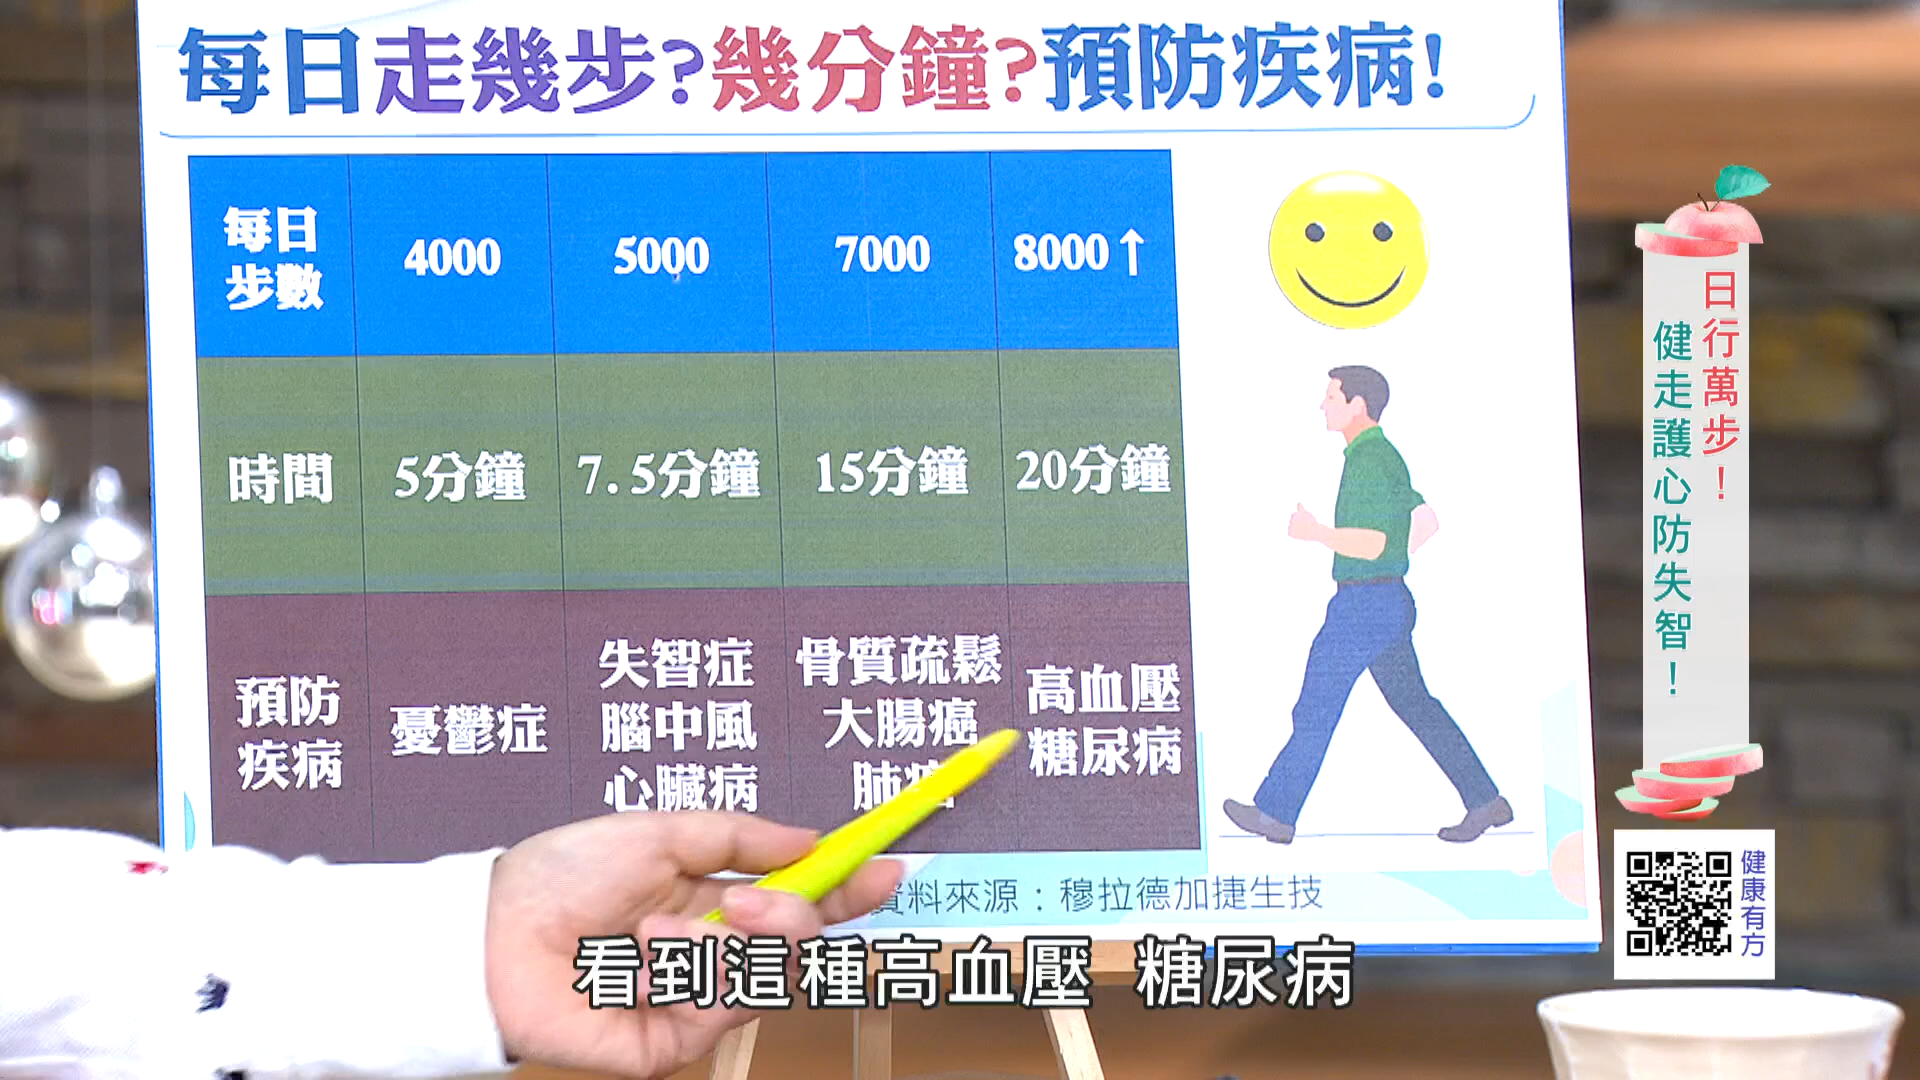 每日走幾步?幾分鐘?預防疾病!
每日
步數
4000
5000
7000
8000↑
時間
5分鐘
7.5分鐘
15分鐘
20分鐘
預防
疾病
憂鬱症
失智症
腦中風
心臟病
骨質疏鬆
大腸癌
肺
高血壓
糖尿病
資料來源：穆拉德加捷生技
日行萬步！
健走護心防失智！
健康有方
看到這種高血壓 糖尿病